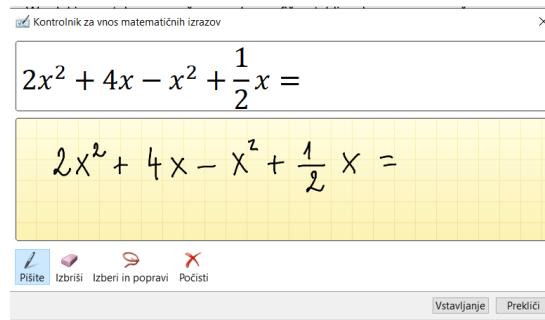 Kontrolnik za vnos matematičnih izrazov
2x² + 4x − x² + 1/2 x =
2x² + 4x − x² + 1/2 x =
Pišite Izbriši Izberi in popravi Počisti
Vstavljanje Prekliči